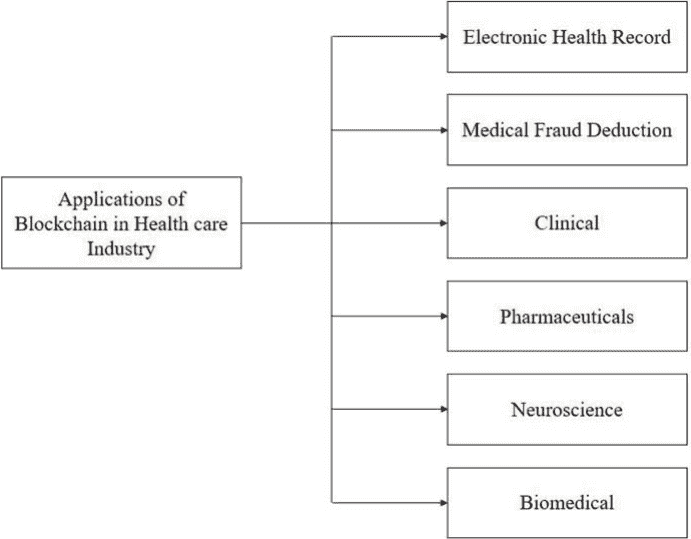 Electronic Health Record
Medical Fraud Deduction
Applications of
Blockchain in Health care
Industry
Clinical
Pharmaceuticals
Neuroscience
Biomedical